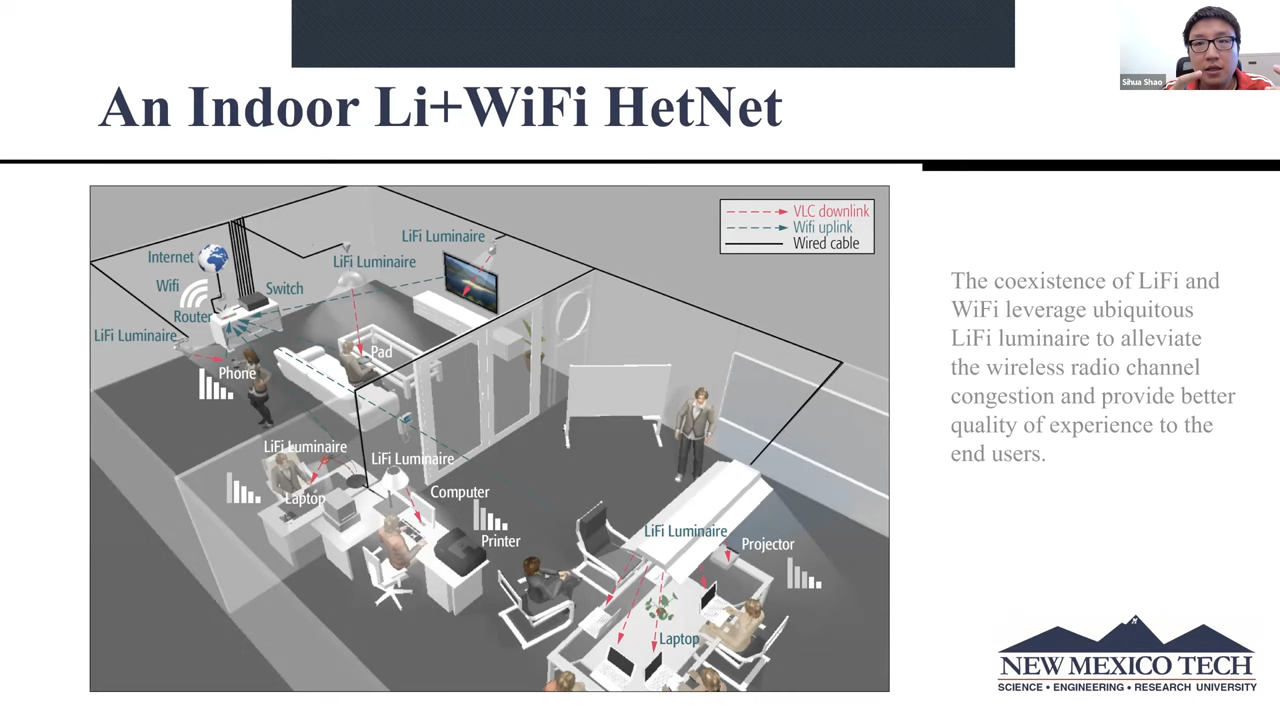 Sihua Shao
An Indoor Li+WiFi HetNet
LiFi Luminaire
VLC downlink
Wifi uplink
Wired cable
Internet
LiFi Luminaire
Wifi
Switch
Router
LiFi Luminaire
Pad
Phone
LiFi Luminaire
LiFi Luminaire
Laptop
Computer
Printer
LiFi Luminaire
Projector
Laptop
The coexistence of LiFi and
WiFi leverage ubiquitous
LiFi luminaire to alleviate
the wireless radio channel
congestion and provide better
quality of experience to the
end users.
NEW MEXICO TECH
SCIENCE • ENGINEERING • RESEARCH UNIVERSITY